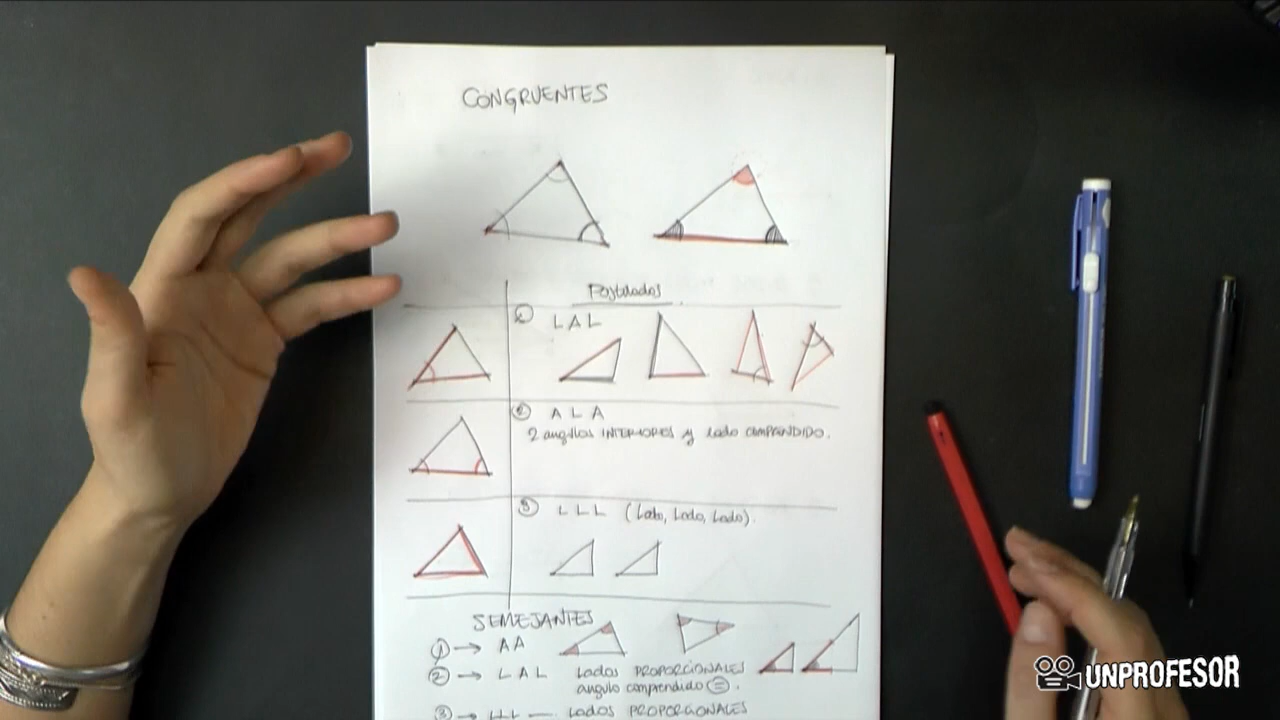 CONGRUENTES
Postulados
1 LAL
2 ALA
2 angulos INTERIORES y lado COMPRENDIDO.
3 LLL (Lado, Lado, Lado).
SEMEJANTES
1 → AA
2 → LAL lados PROPORCIONALES
angulo comprendido =.
3 → LLL — lados PROPORCIONALES
UNPROFESOR